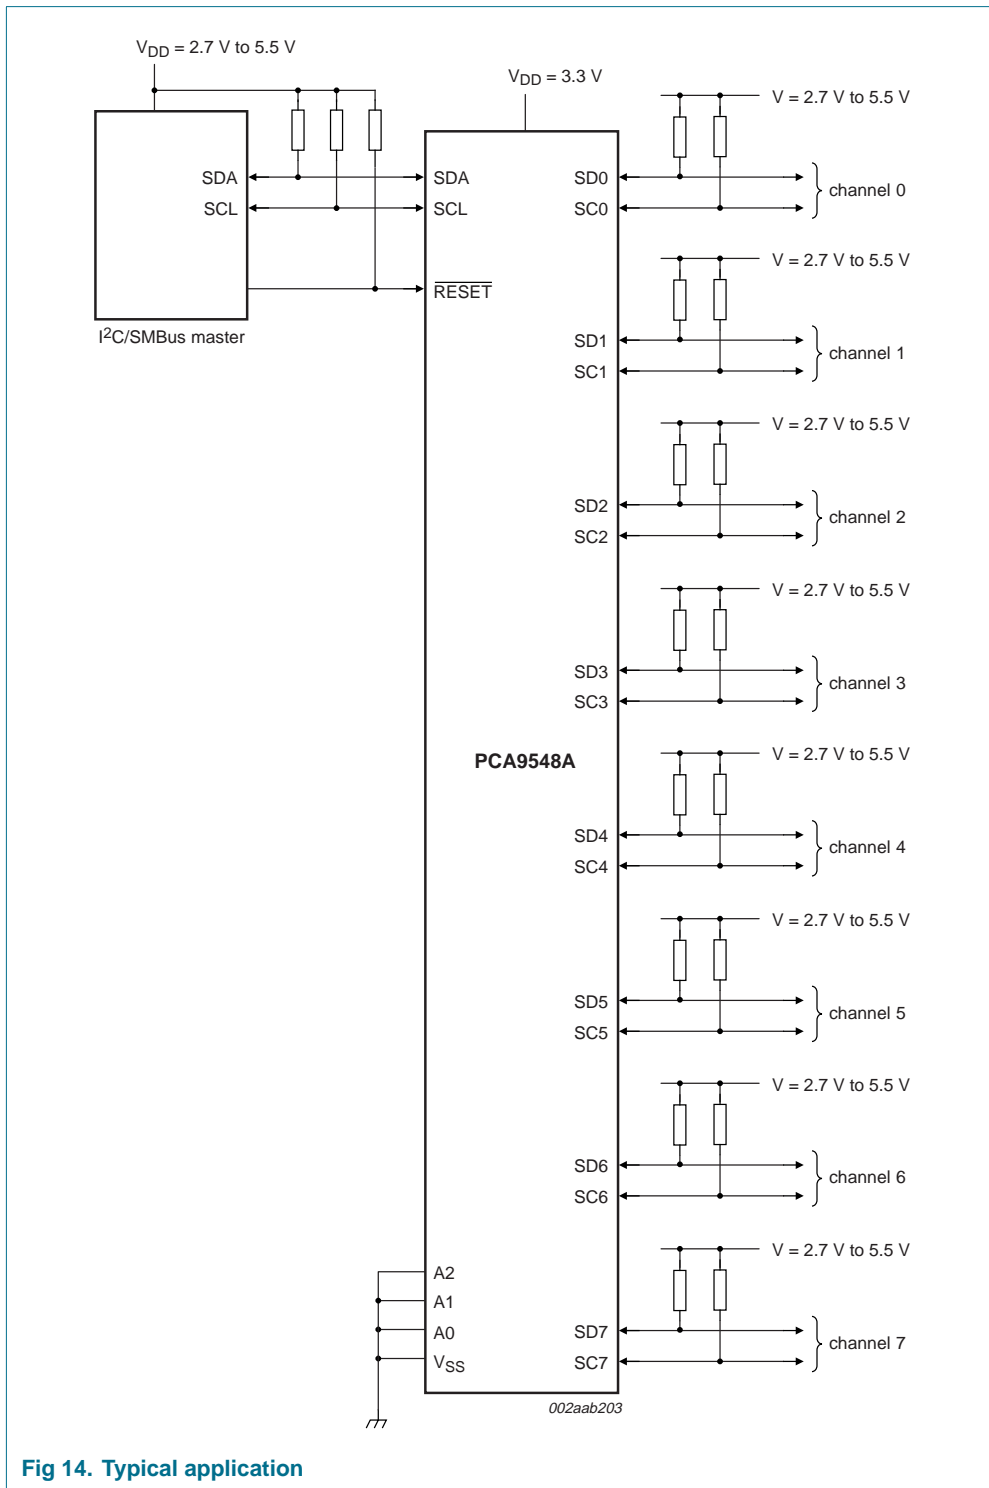 VDD = 2.7 V to 5.5 V
VDD = 3.3 V
V = 2.7 V to 5.5 V
SDA
SCL
SDA
SCL
RESET
I2C/SMBus master
SD0
SC0
channel 0
V = 2.7 V to 5.5 V
SD1
SC1
channel 1
V = 2.7 V to 5.5 V
SD2
SC2
channel 2
V = 2.7 V to 5.5 V
SD3
SC3
channel 3
PCA9548A
V = 2.7 V to 5.5 V
SD4
SC4
channel 4
V = 2.7 V to 5.5 V
SD5
SC5
channel 5
V = 2.7 V to 5.5 V
SD6
SC6
channel 6
V = 2.7 V to 5.5 V
A2
A1
A0
VSS
SD7
SC7
channel 7
002aab203
Fig 14. Typical application